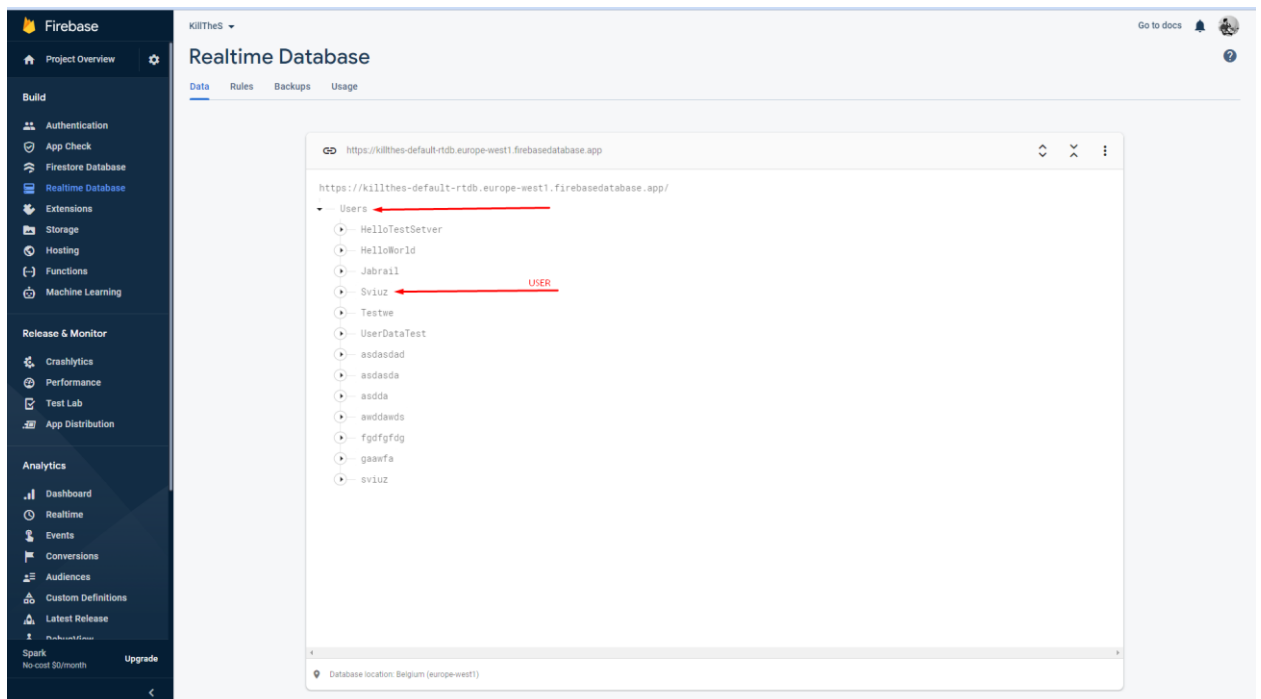 Firebase
Project Overview
Build
Authentication
App Check
Firestore Database
Realtime Database
Extensions
Storage
Hosting
Functions
Machine Learning
Release & Monitor
Crashlytics
Performance
Test Lab
App Distribution
Analytics
Dashboard
Realtime
Events
Conversions
Audiences
Custom Definitions
Latest Release
DebugView
Spark
No-cost $0/month
Upgrade
KillTheS
Go to docs
Realtime Database
Data Rules Backups Usage
https://killthes-default-rtdb.europe-west1.firebasedatabase.app
https://killthes-default-rtdb.europe-west1.firebasedatabase.app/
Users
HelloTestSetver
HelloWorld
Jabrail
USER
Sviuz
Testwe
UserDataTest
asdasdad
asdasda
asdda
awddawds
fgdfgfdg
gaawfa
sviuz
Database location: Belgium (europe-west1)